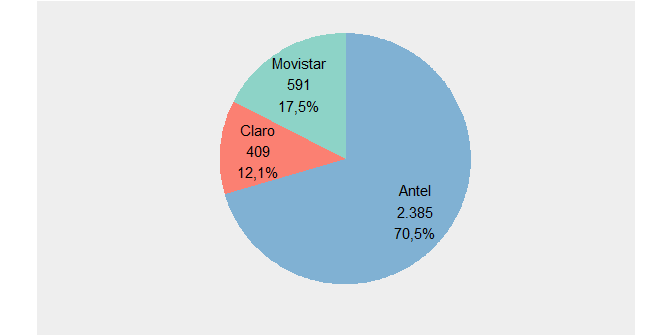 Movistar
591
17,5%
Claro
409
12,1%
Antel
2.385
70,5%